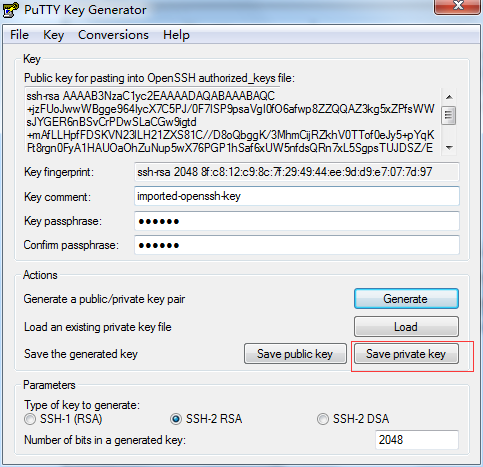 PuTTY Key Generator
File Key Conversions Help
Key
Public key for pasting into OpenSSH authorized_keys file:
ssh-rsa AAAAB3NzaC1yc2EAAAADAQABAAABAQC
+jzFUoJwwWBgge964lycX7C5PJ/0F7ISP9psaVgI0fO6afwp8ZZQQAZ3kg5xZPfsWW
sJYGER6nBSvCrPDwSLaCGw9igtd
+mAfLLHpfFDSKVN23lLH21ZXS81C//D8oQbggK/3MhmCijRZkhV0TTof0eJy5+pYqK
Rt8rgn0FyA1HAUOaOhZuNup5wX76PGP1hSaf6xUW5nfdsQRn7xL5SgpsTUJDSZ/E
Key fingerprint: ssh-rsa 2048 8f:c8:12:c9:8c:7f:29:49:44:ee:9d:d9:e7:07:7d:97
Key comment: imported-openssh-key
Key passphrase: ●●●●●●
Confirm passphrase: ●●●●●●
Actions
Generate a public/private key pair Generate
Load an existing private key file Load
Save the generated key Save public key Save private key
Parameters
Type of key to generate:
SSH-1 (RSA) SSH-2 RSA SSH-2 DSA
Number of bits in a generated key: 2048